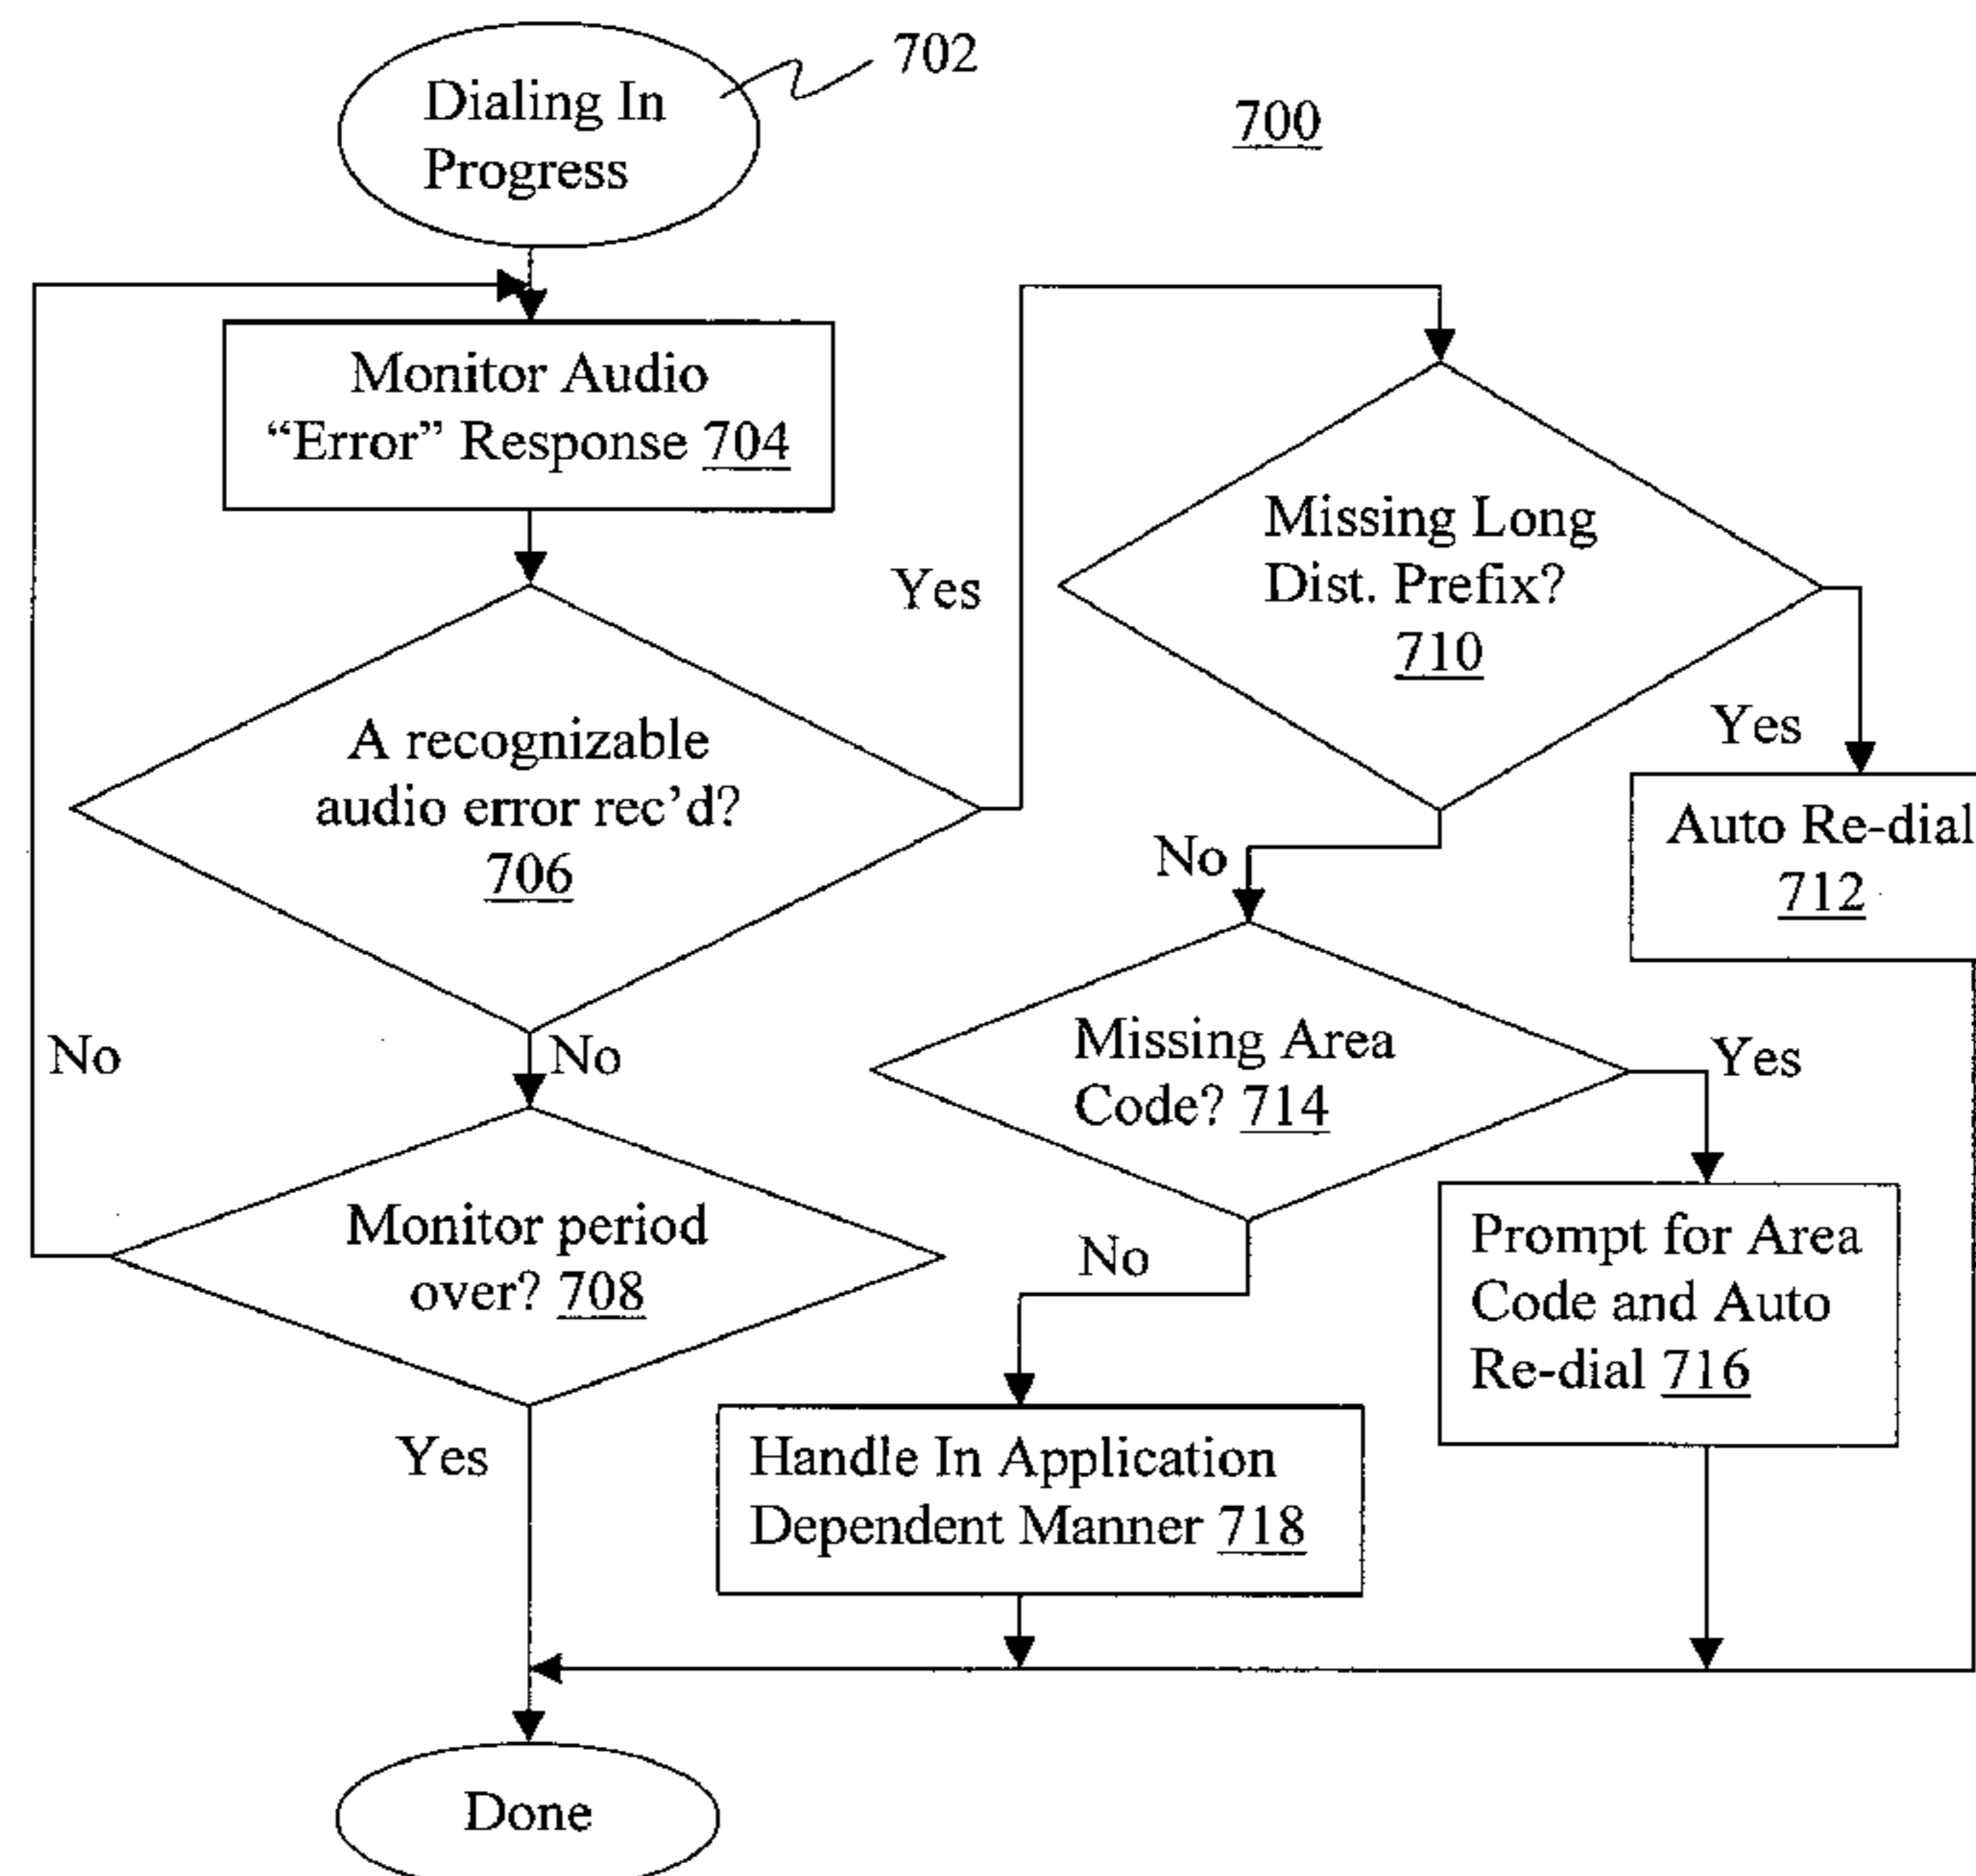 702
Dialing In
Progress
700
Monitor Audio
“Error” Response 704
Yes
Missing Long
Dist. Prefix?
710
A recognizable
audio error rec’d?
706
Yes
Auto Re-dial
712
No
No
No
Missing Area
Code? 714
Yes
Monitor period
over? 708
No
Prompt for Area
Code and Auto
Re-dial 716
Yes
Handle In Application
Dependent Manner 718
Done